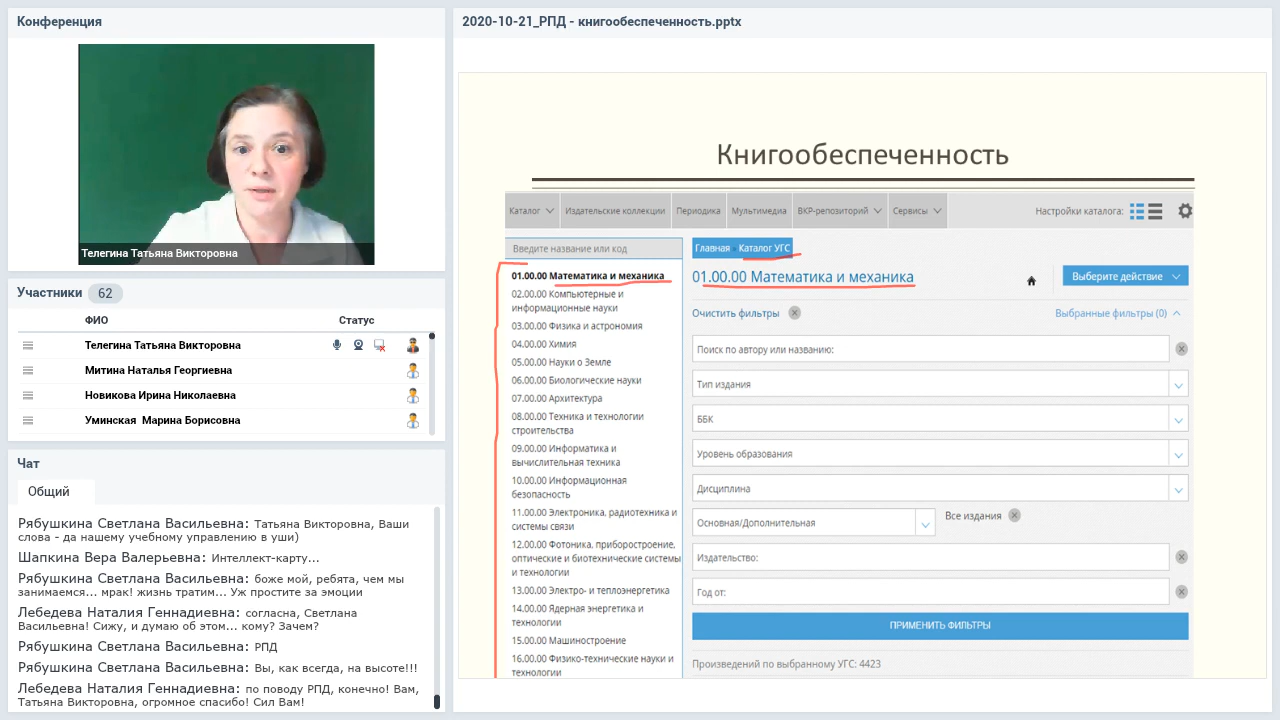 Конференция
Телегина Татьяна Викторовна
Участники 62
ФИО Статус
Телегина Татьяна Викторовна
Митина Наталья Георгиевна
Новикова Ирина Николаевна
Уминская Марина Борисовна
Чат
Общий
Рябушкина Светлана Васильевна: Татьяна Викторовна, Ваши
слова - да нашему учебному управлению в уши)
Шапкина Вера Валерьевна: Интеллект-карту...
Рябушкина Светлана Васильевна: боже мой, ребята, чем мы
занимаемся... мрак! жизнь тратим... Уж простите за эмоции
Лебедева Наталия Геннадиевна: согласна, Светлана
Васильевна! Сижу, и думаю об этом... кому? Зачем?
Рябушкина Светлана Васильевна: РПД
Рябушкина Светлана Васильевна: Вы, как всегда, на высоте!!!
Лебедева Наталия Геннадиевна: по поводу РПД, конечно! Вам,
Татьяна Викторовна, огромное спасибо! Сил Вам!
2020-10-21_РПД - книгообеспеченность.pptx
Книгообеспеченность
Каталог Издательские коллекции Периодика Мультимедиа ВКР-репозиторий Сервисы Настройки каталога:
Введите название или код
01.00.00 Математика и механика
02.00.00 Компьютерные и
информационные науки
03.00.00 Физика и астрономия
04.00.00 Химия
05.00.00 Науки о Земле
06.00.00 Биологические науки
07.00.00 Архитектура
08.00.00 Техника и технологии
строительства
09.00.00 Информатика и
вычислительная техника
10.00.00 Информационная
безопасность
11.00.00 Электроника, радиотехника и
системы связи
12.00.00 Фотоника, приборостроение,
оптические и биотехнические системы
и технологии
13.00.00 Электро- и теплоэнергетика
14.00.00 Ядерная энергетика и
технологии
15.00.00 Машиностроение
16.00.00 Физико-технические науки и
технологии
Главная Каталог УГС
01.00.00 Математика и механика
Выберите действие
Очистить фильтры
Выбранные фильтры (0)
Поиск по автору или названию:
Тип издания
ББК
Уровень образования
Дисциплина
Основная/Дополнительная
Все издания
Издательство:
Год от:
ПРИМЕНИТЬ ФИЛЬТРЫ
Произведений по выбранному УГС: 4423